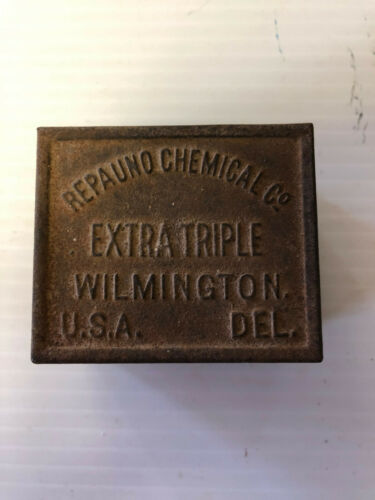 REPAUNO CHEMICAL Co.
EXTRA TRIPLE
WILMINGTON.
U.S.A. DEL.